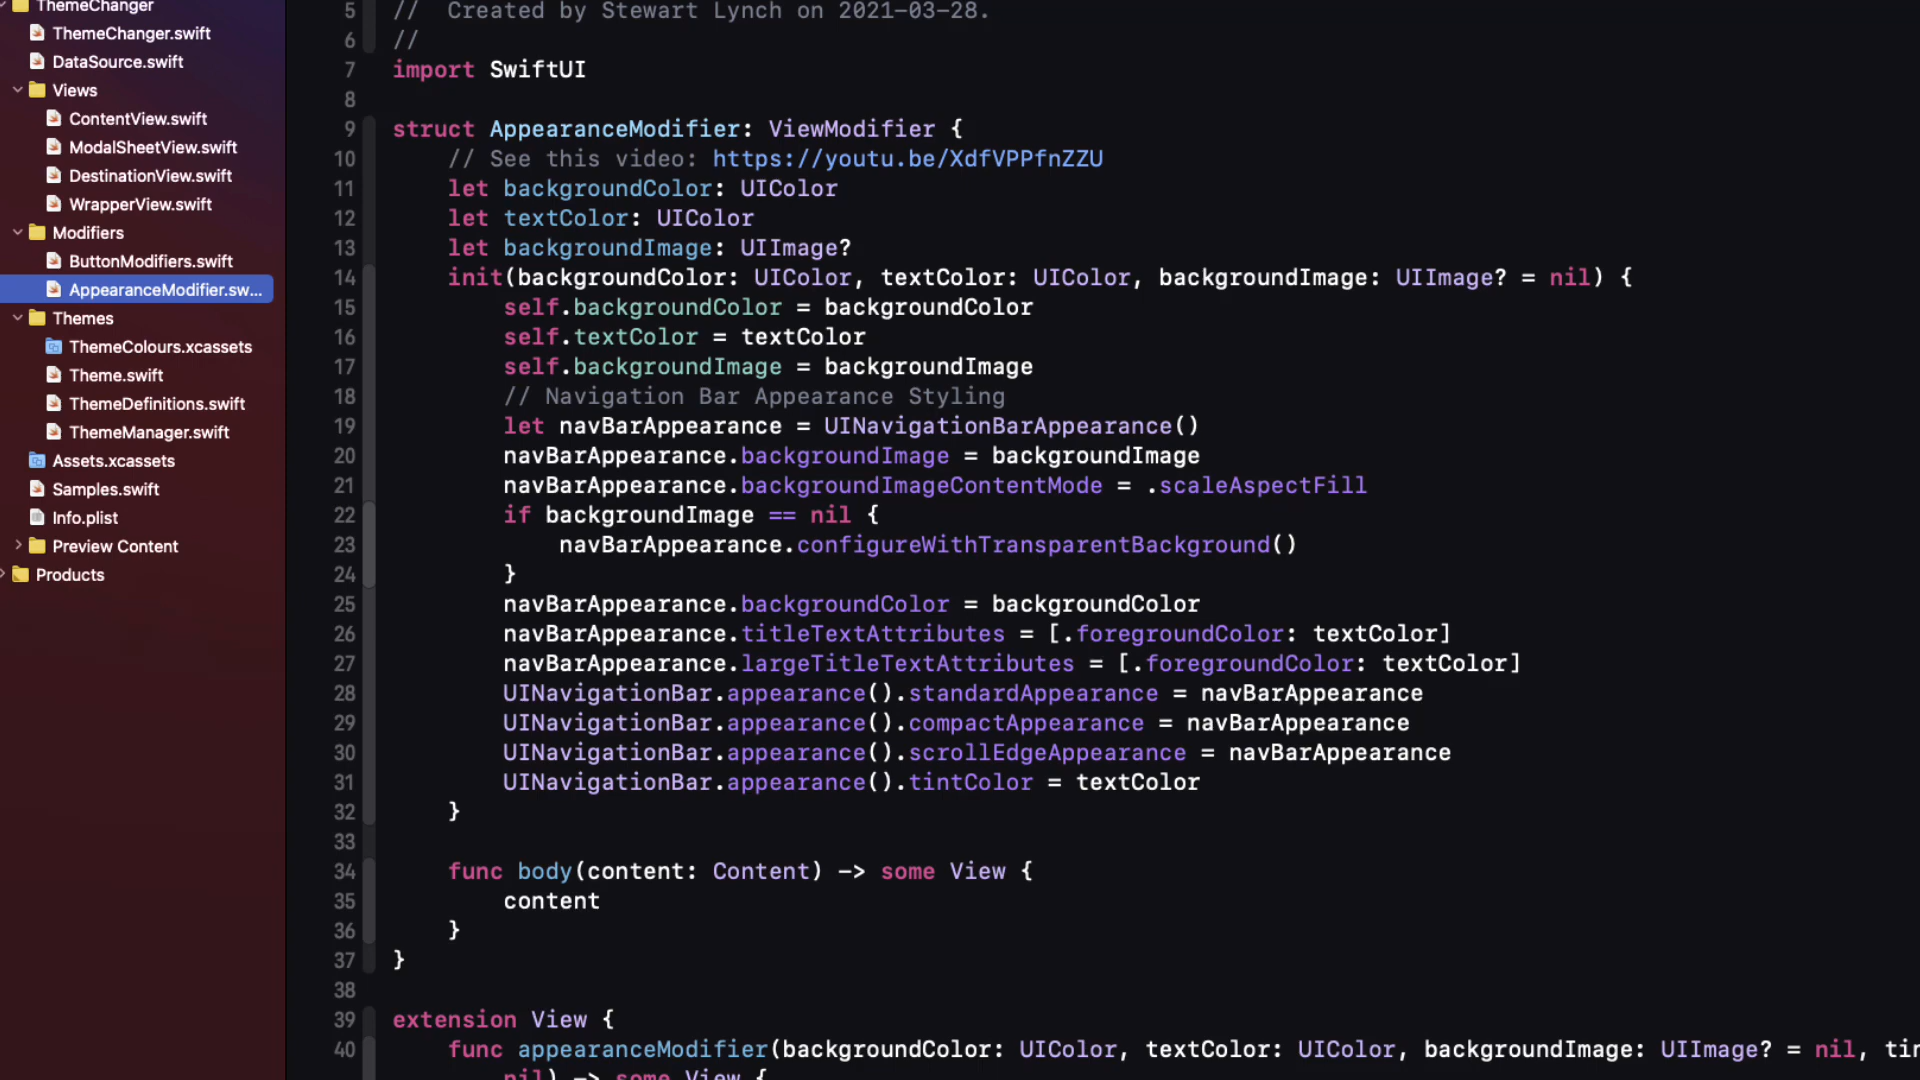 ThemeChanger
ThemeChanger.swift
DataSource.swift
Views
ContentView.swift
ModalSheetView.swift
DestinationView.swift
WrapperView.swift
Modifiers
ButtonModifiers.swift
AppearanceModifier.sw...
Themes
ThemeColours.xcassets
Theme.swift
ThemeDefinitions.swift
ThemeManager.swift
Assets.xcassets
Samples.swift
Info.plist
Preview Content
Products
5 //  Created by Stewart Lynch on 2021-03-28.
6 //
7 import SwiftUI
8
9 struct AppearanceModifier: ViewModifier {
10     // See this video: https://youtu.be/XdfVPPfnZZU
11     let backgroundColor: UIColor
12     let textColor: UIColor
13     let backgroundImage: UIImage?
14     init(backgroundColor: UIColor, textColor: UIColor, backgroundImage: UIImage? = nil) {
15         self.backgroundColor = backgroundColor
16         self.textColor = textColor
17         self.backgroundImage = backgroundImage
18         // Navigation Bar Appearance Styling
19         let navBarAppearance = UINavigationBarAppearance()
20         navBarAppearance.backgroundImage = backgroundImage
21         navBarAppearance.backgroundImageContentMode = .scaleAspectFill
22         if backgroundImage == nil {
23             navBarAppearance.configureWithTransparentBackground()
24         }
25         navBarAppearance.backgroundColor = backgroundColor
26         navBarAppearance.titleTextAttributes = [.foregroundColor: textColor]
27         navBarAppearance.largeTitleTextAttributes = [.foregroundColor: textColor]
28         UINavigationBar.appearance().standardAppearance = navBarAppearance
29         UINavigationBar.appearance().compactAppearance = navBarAppearance
30         UINavigationBar.appearance().scrollEdgeAppearance = navBarAppearance
31         UINavigationBar.appearance().tintColor = textColor
32     }
33
34     func body(content: Content) -> some View {
35         content
36     }
37 }
38
39 extension View {
40     func appearanceModifier(backgroundColor: UIColor, textColor: UIColor, backgroundImage: UIImage? = nil, tin
nil) -> some View {